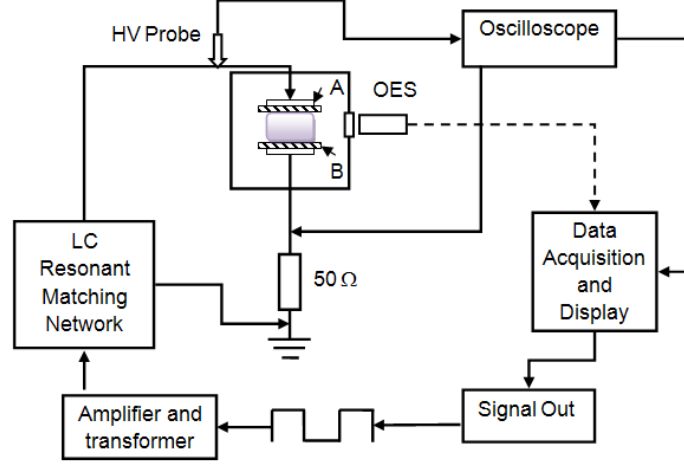 HV Probe
Oscilloscope
A
OES
B
LC
Resonant
Matching
Network
50 Ω
Data
Acquisition
and
Display
Amplifier and
transformer
Signal Out